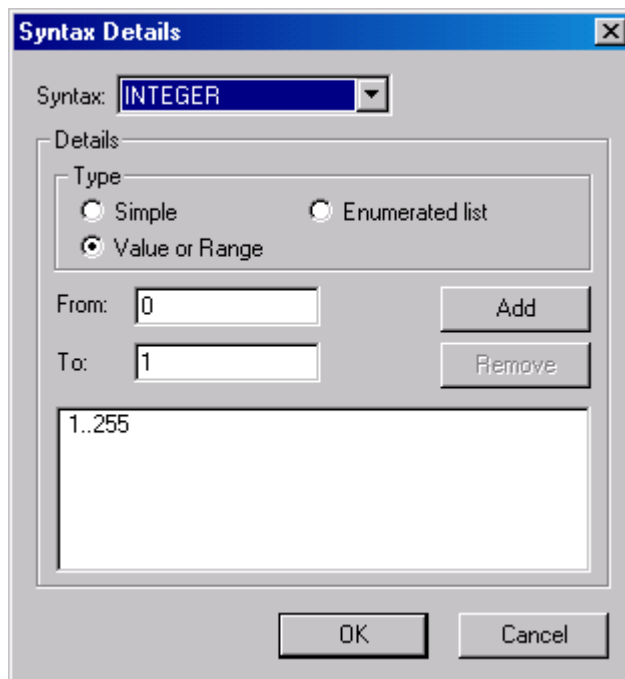 Syntax Details
Syntax: INTEGER
Details
Type
Simple Enumerated list
Value or Range
From: 0 Add
To: 1 Remove
1..255
OK Cancel